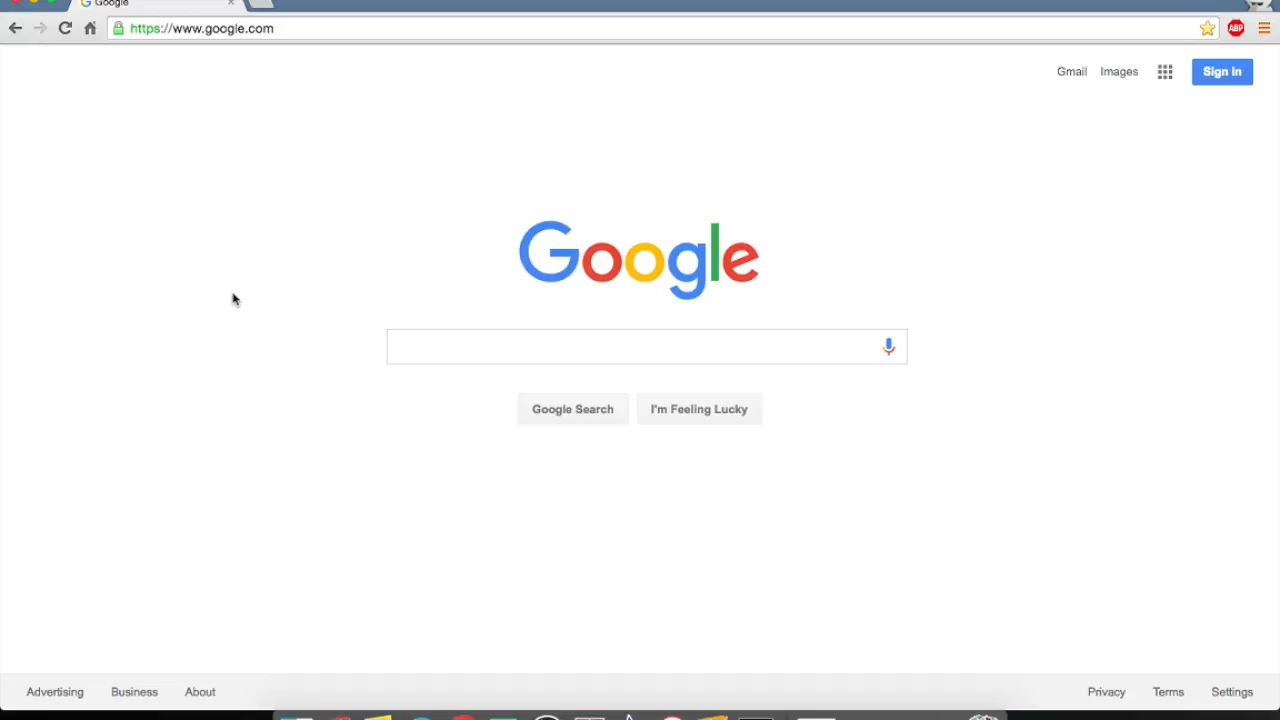 Google
https://www.google.com
ABP
Gmail Images Sign in
Google
Google Search I'm Feeling Lucky
Advertising Business About Privacy Terms Settings